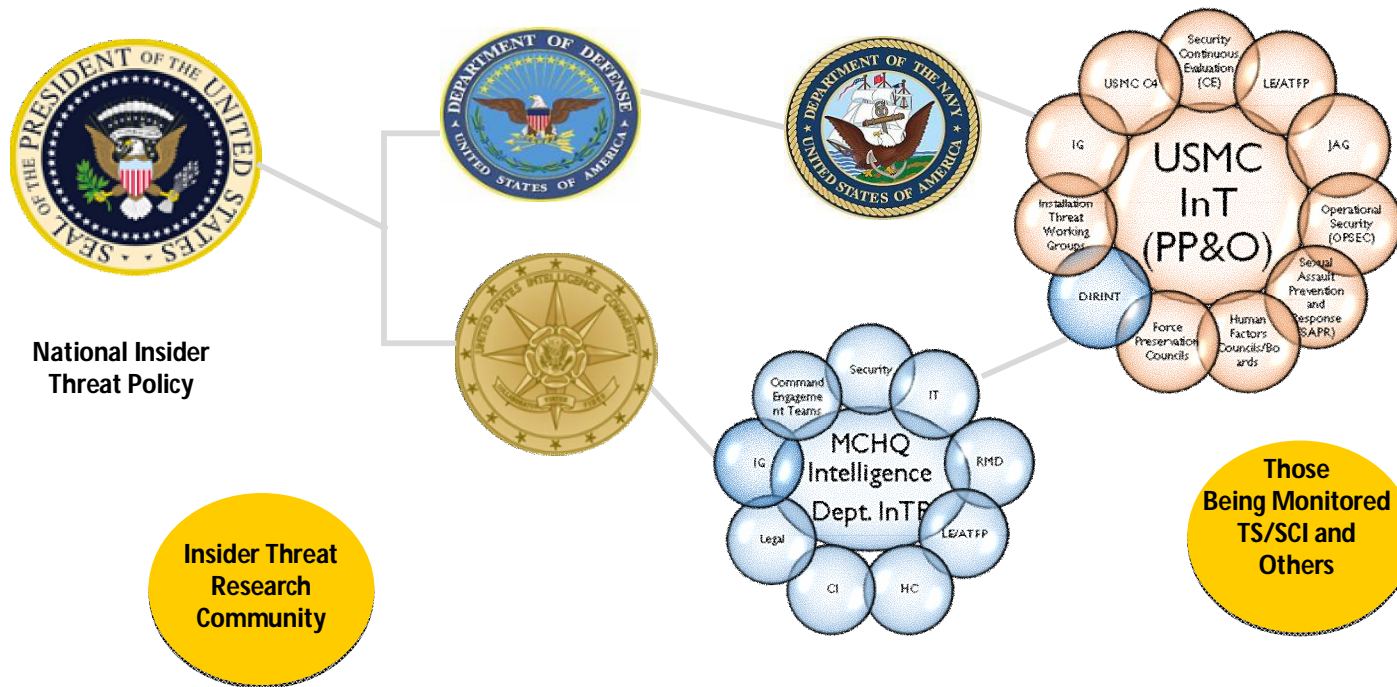 SEAL OF THE PRESIDENT OF THE UNITED STATES
National Insider
Threat Policy
DEPARTMENT OF DEFENSE
UNITED STATES OF AMERICA
UNITED STATES INTELLIGENCE COMMUNITY
DEPARTMENT OF THE NAVY
UNITED STATES OF AMERICA
USMC
InT
(PP&O)
Security
Continuous
Evaluation
(CE)
LE/ATFP
JAG
Operational
Security
(OPSEC)
Sexual
Assault
Prevention
and
Response
(SAPR)
Human
Factors
Councils/Bo
ards
Force
Preservation
Councils
DIRINT
Installation
Threat
Working
Groups
IG
USMC C4
MCHQ
Intelligence
Dept. InTP
Security
IT
RMD
LE/ATFP
HC
CI
Legal
IG
Command
Engageme
nt Teams
Insider Threat
Research
Community
Those
Being Monitored
TS/SCI and
Others